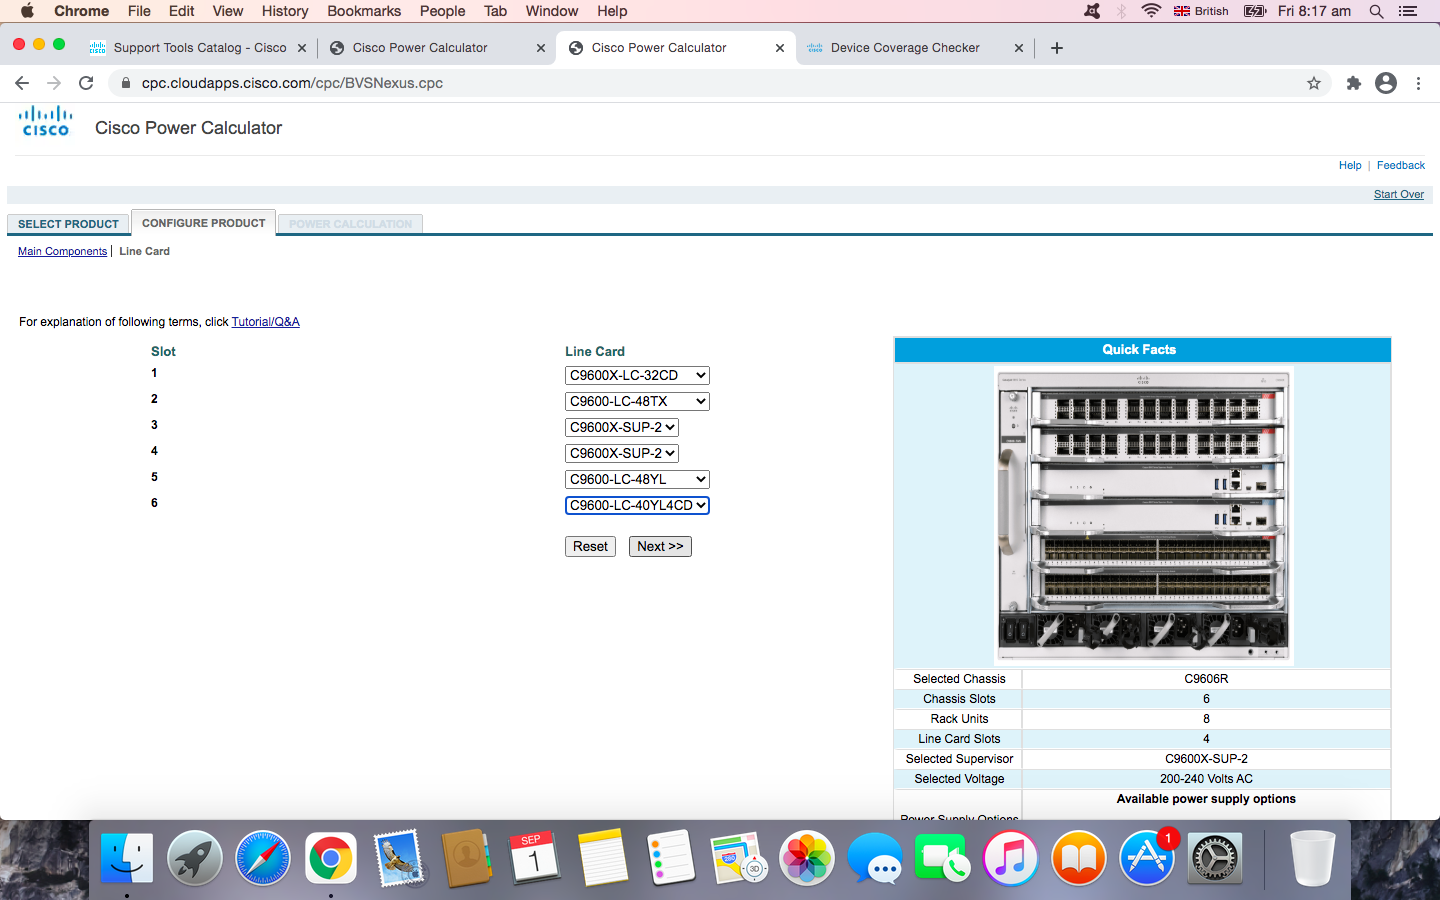 Chrome File Edit View History Bookmarks People Tab Window Help British Fri 8:17 am
Support Tools Catalog - Cisco Cisco Power Calculator Cisco Power Calculator Device Coverage Checker
cpc.cloudapps.cisco.com/cpc/BVSNexus.cpc
CISCO Cisco Power Calculator
Help | Feedback
Start Over
SELECT PRODUCT CONFIGURE PRODUCT POWER CALCULATION
Main Components | Line Card
For explanation of following terms, click Tutorial/Q&A
Slot Line Card
1 C9600X-LC-32CD
2 C9600-LC-48TX
3 C9600X-SUP-2
4 C9600X-SUP-2
5 C9600-LC-48YL
6 C9600-LC-40YL4CD
Reset Next >>
Quick Facts
Selected Chassis C9606R
Chassis Slots 6
Rack Units 8
Line Card Slots 4
Selected Supervisor C9600X-SUP-2
Selected Voltage 200-240 Volts AC
Available power supply options
Power Supply Options
SEP
1
280
3D
1